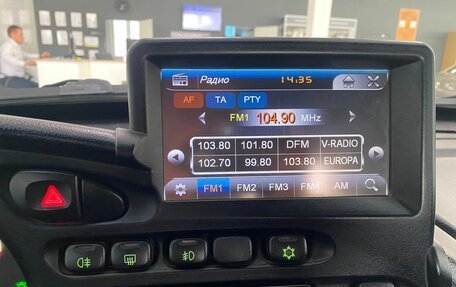 Радио 14:35
AF TA PTY
FM1 104.90 MHz
103.80 101.80 DFM V-RADIO
102.70 99.80 103.80 EUROPA
FM1 FM2 FM3 FM4 AM